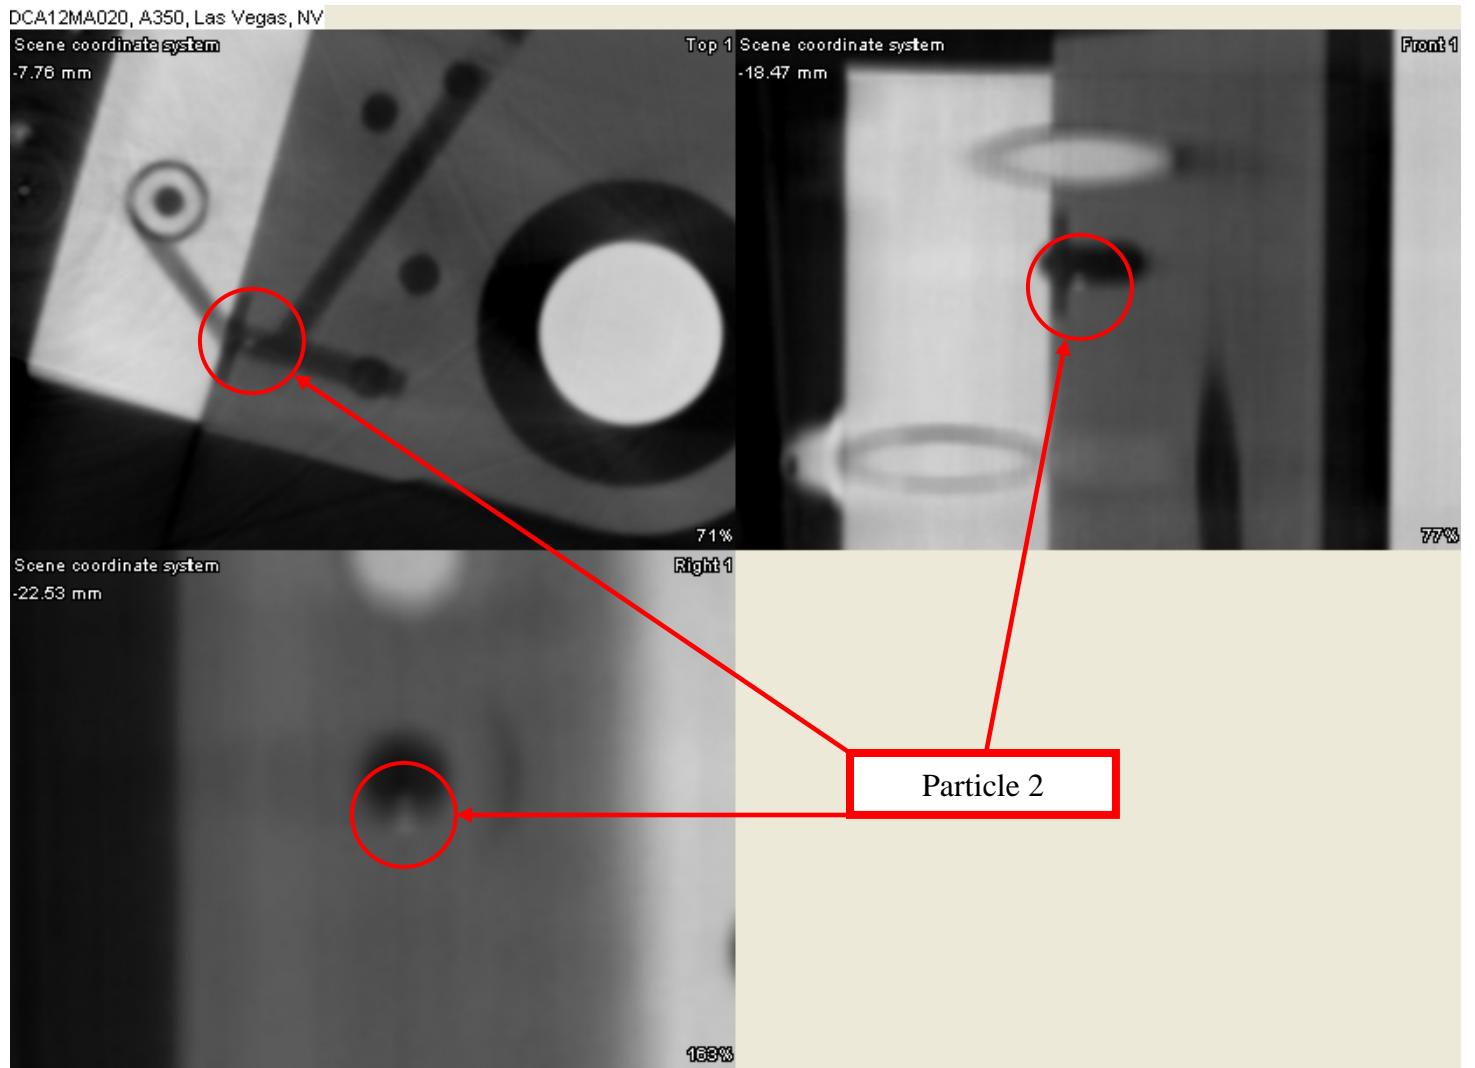 DCA12MA020, A350, Las Vegas, NV
Scene coordinate system
Top 1
-7.76 mm
71%
Scene coordinate system
Front 1
-18.47 mm
77%
Scene coordinate system
Right 1
-22.53 mm
163%
Particle 2